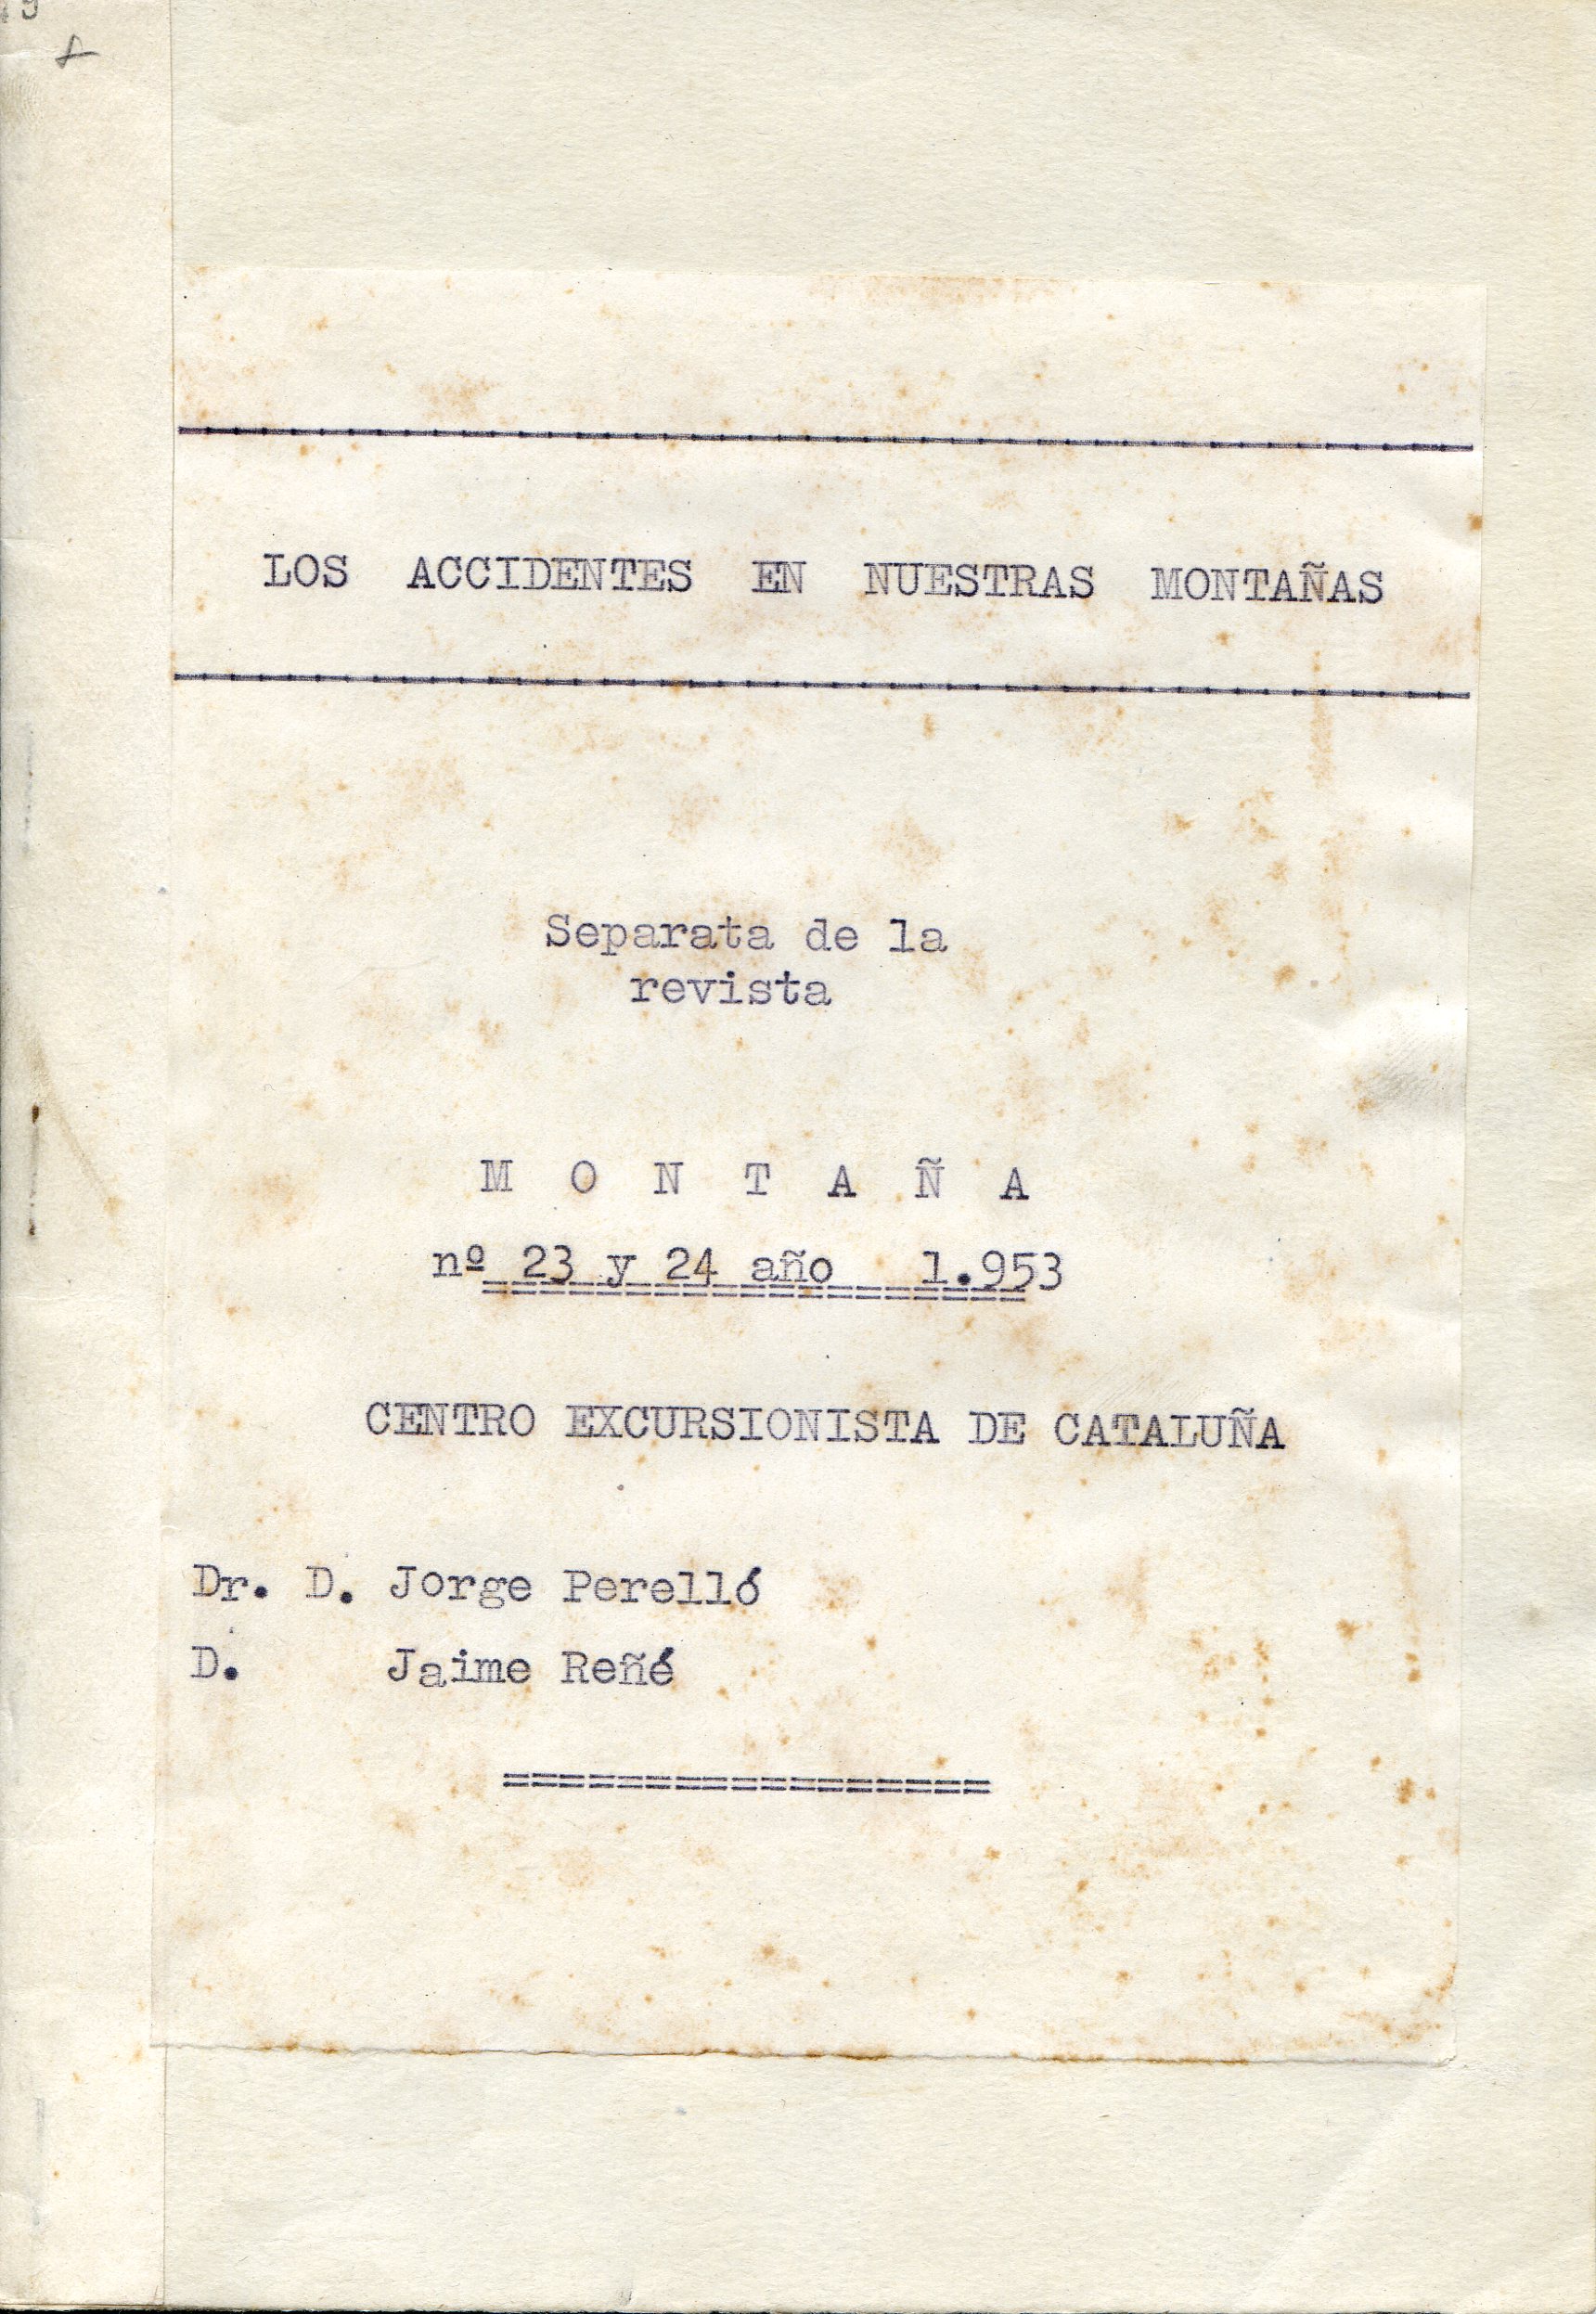 LOS ACCIDENTES EN NUESTRAS MONTAÑAS
Separata de la
revista
M O N T A Ñ A
nº 23 y 24 año 1.953
CENTRO EXCURSIONISTA DE CATALUÑA
Dr. D. Jorge Perelló
D. Jaime Reñé